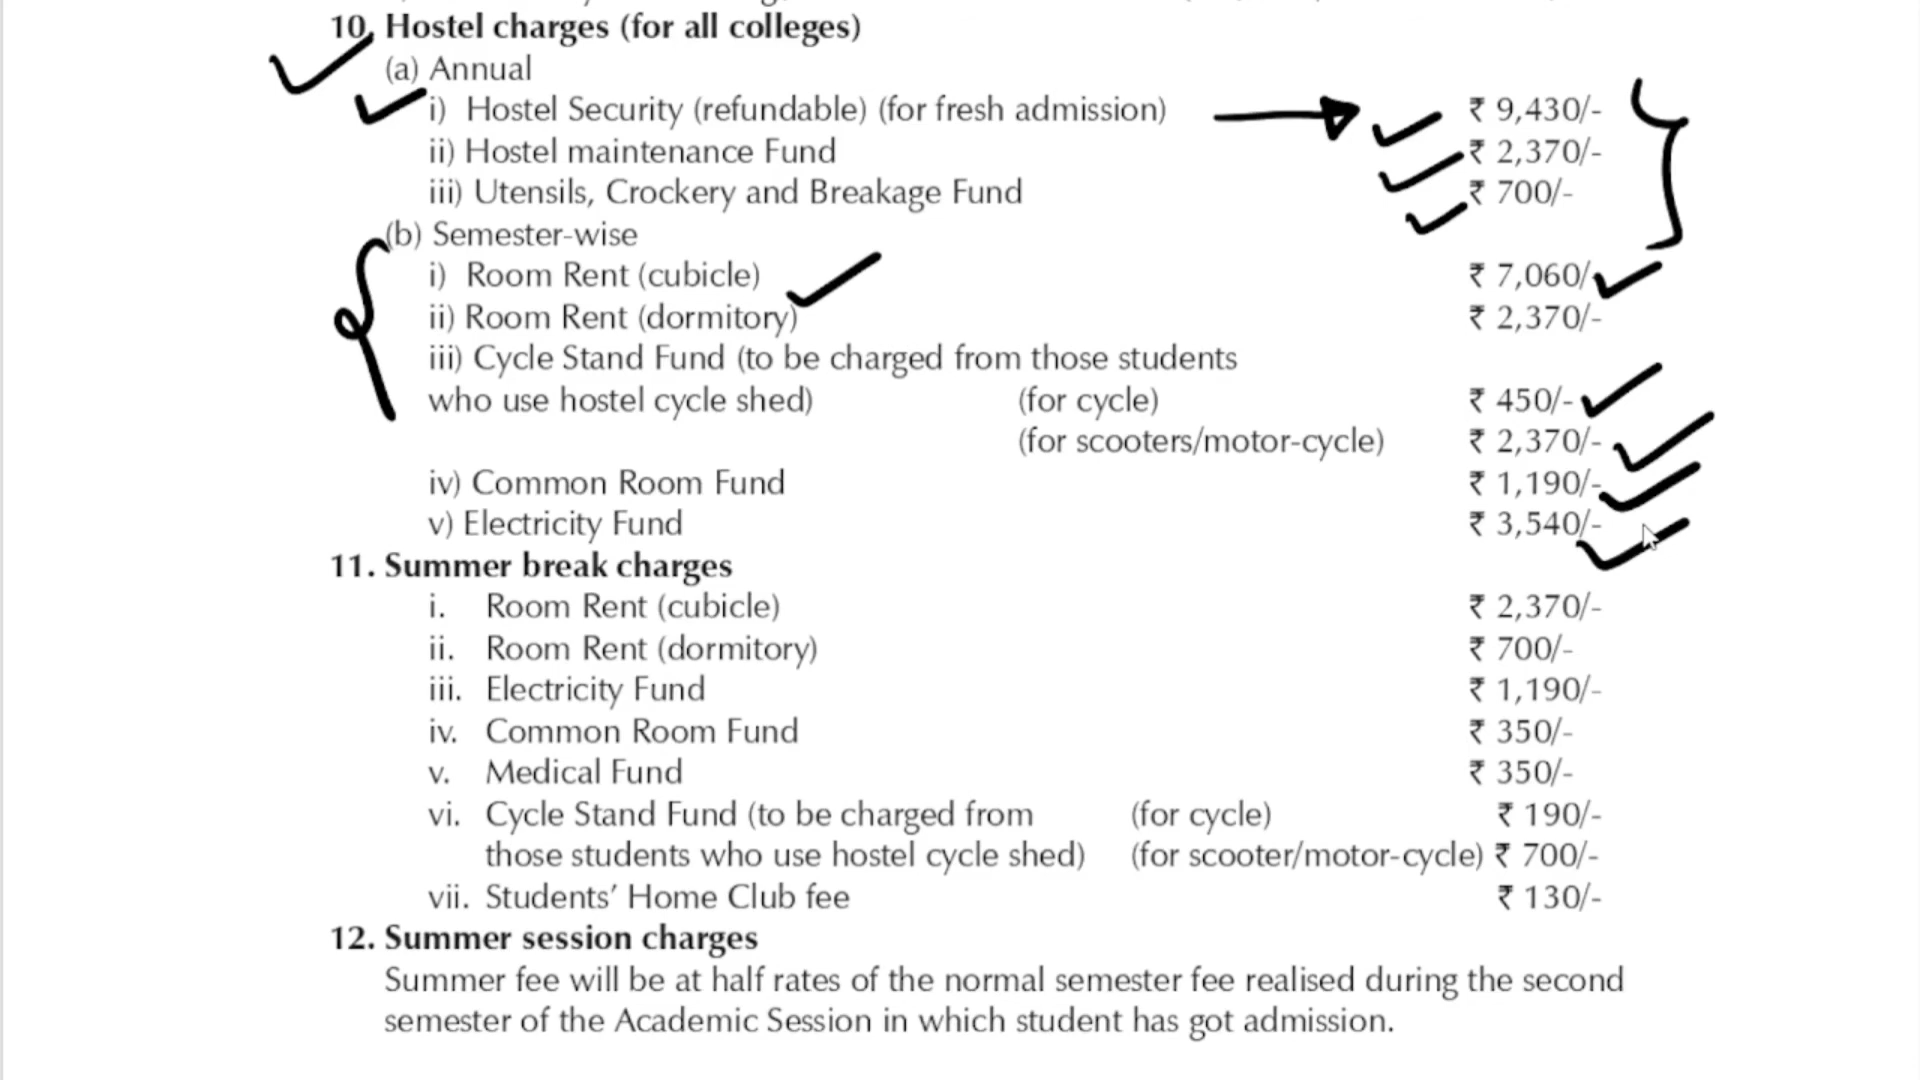 10. Hostel charges (for all colleges)
(a) Annual
i) Hostel Security (refundable) (for fresh admission) ₹ 9,430/-
ii) Hostel maintenance Fund ₹ 2,370/-
iii) Utensils, Crockery and Breakage Fund ₹ 700/-
(b) Semester-wise
i) Room Rent (cubicle) ₹ 7,060/-
ii) Room Rent (dormitory) ₹ 2,370/-
iii) Cycle Stand Fund (to be charged from those students
who use hostel cycle shed) (for cycle) ₹ 450/-
(for scooters/motor-cycle) ₹ 2,370/-
iv) Common Room Fund ₹ 1,190/-
v) Electricity Fund ₹ 3,540/-
11. Summer break charges
i. Room Rent (cubicle) ₹ 2,370/-
ii. Room Rent (dormitory) ₹ 700/-
iii. Electricity Fund ₹ 1,190/-
iv. Common Room Fund ₹ 350/-
v. Medical Fund ₹ 350/-
vi. Cycle Stand Fund (to be charged from (for cycle) ₹ 190/-
those students who use hostel cycle shed) (for scooter/motor-cycle) ₹ 700/-
vii. Students' Home Club fee ₹ 130/-
12. Summer session charges
Summer fee will be at half rates of the normal semester fee realised during the second
semester of the Academic Session in which student has got admission.